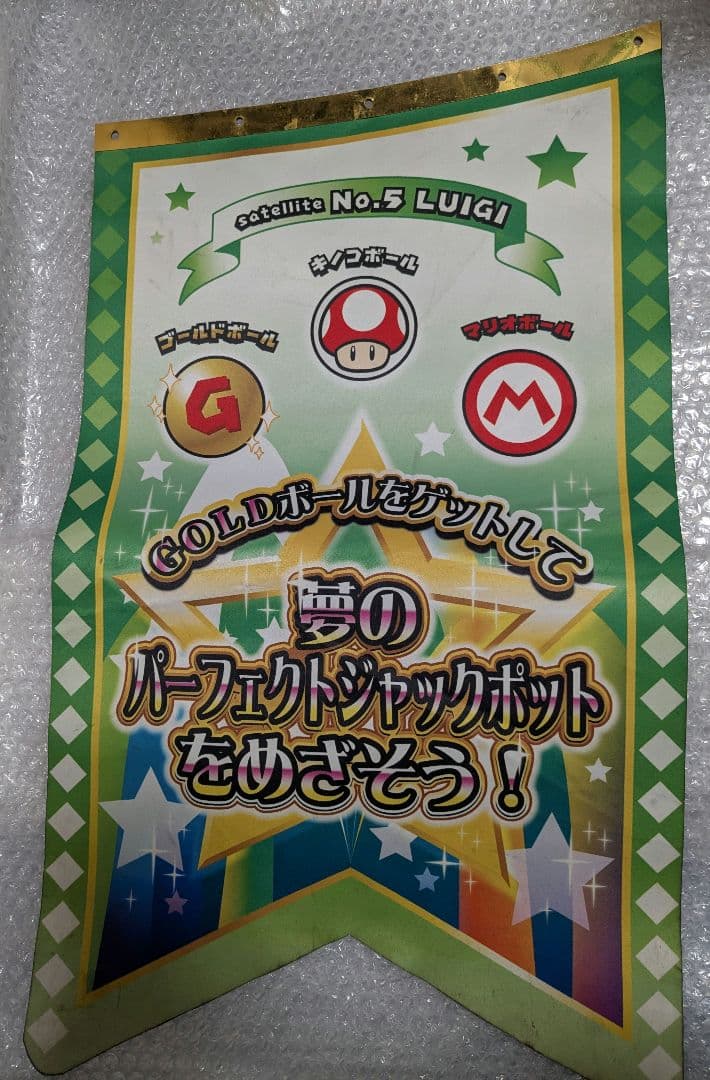 satellite No.5 LUIGI
キノコボール
ゴールドボール
マリオボール
G
M
GOLDボールをゲットして
夢の
パーフェクトジャックポット
をめざそう!